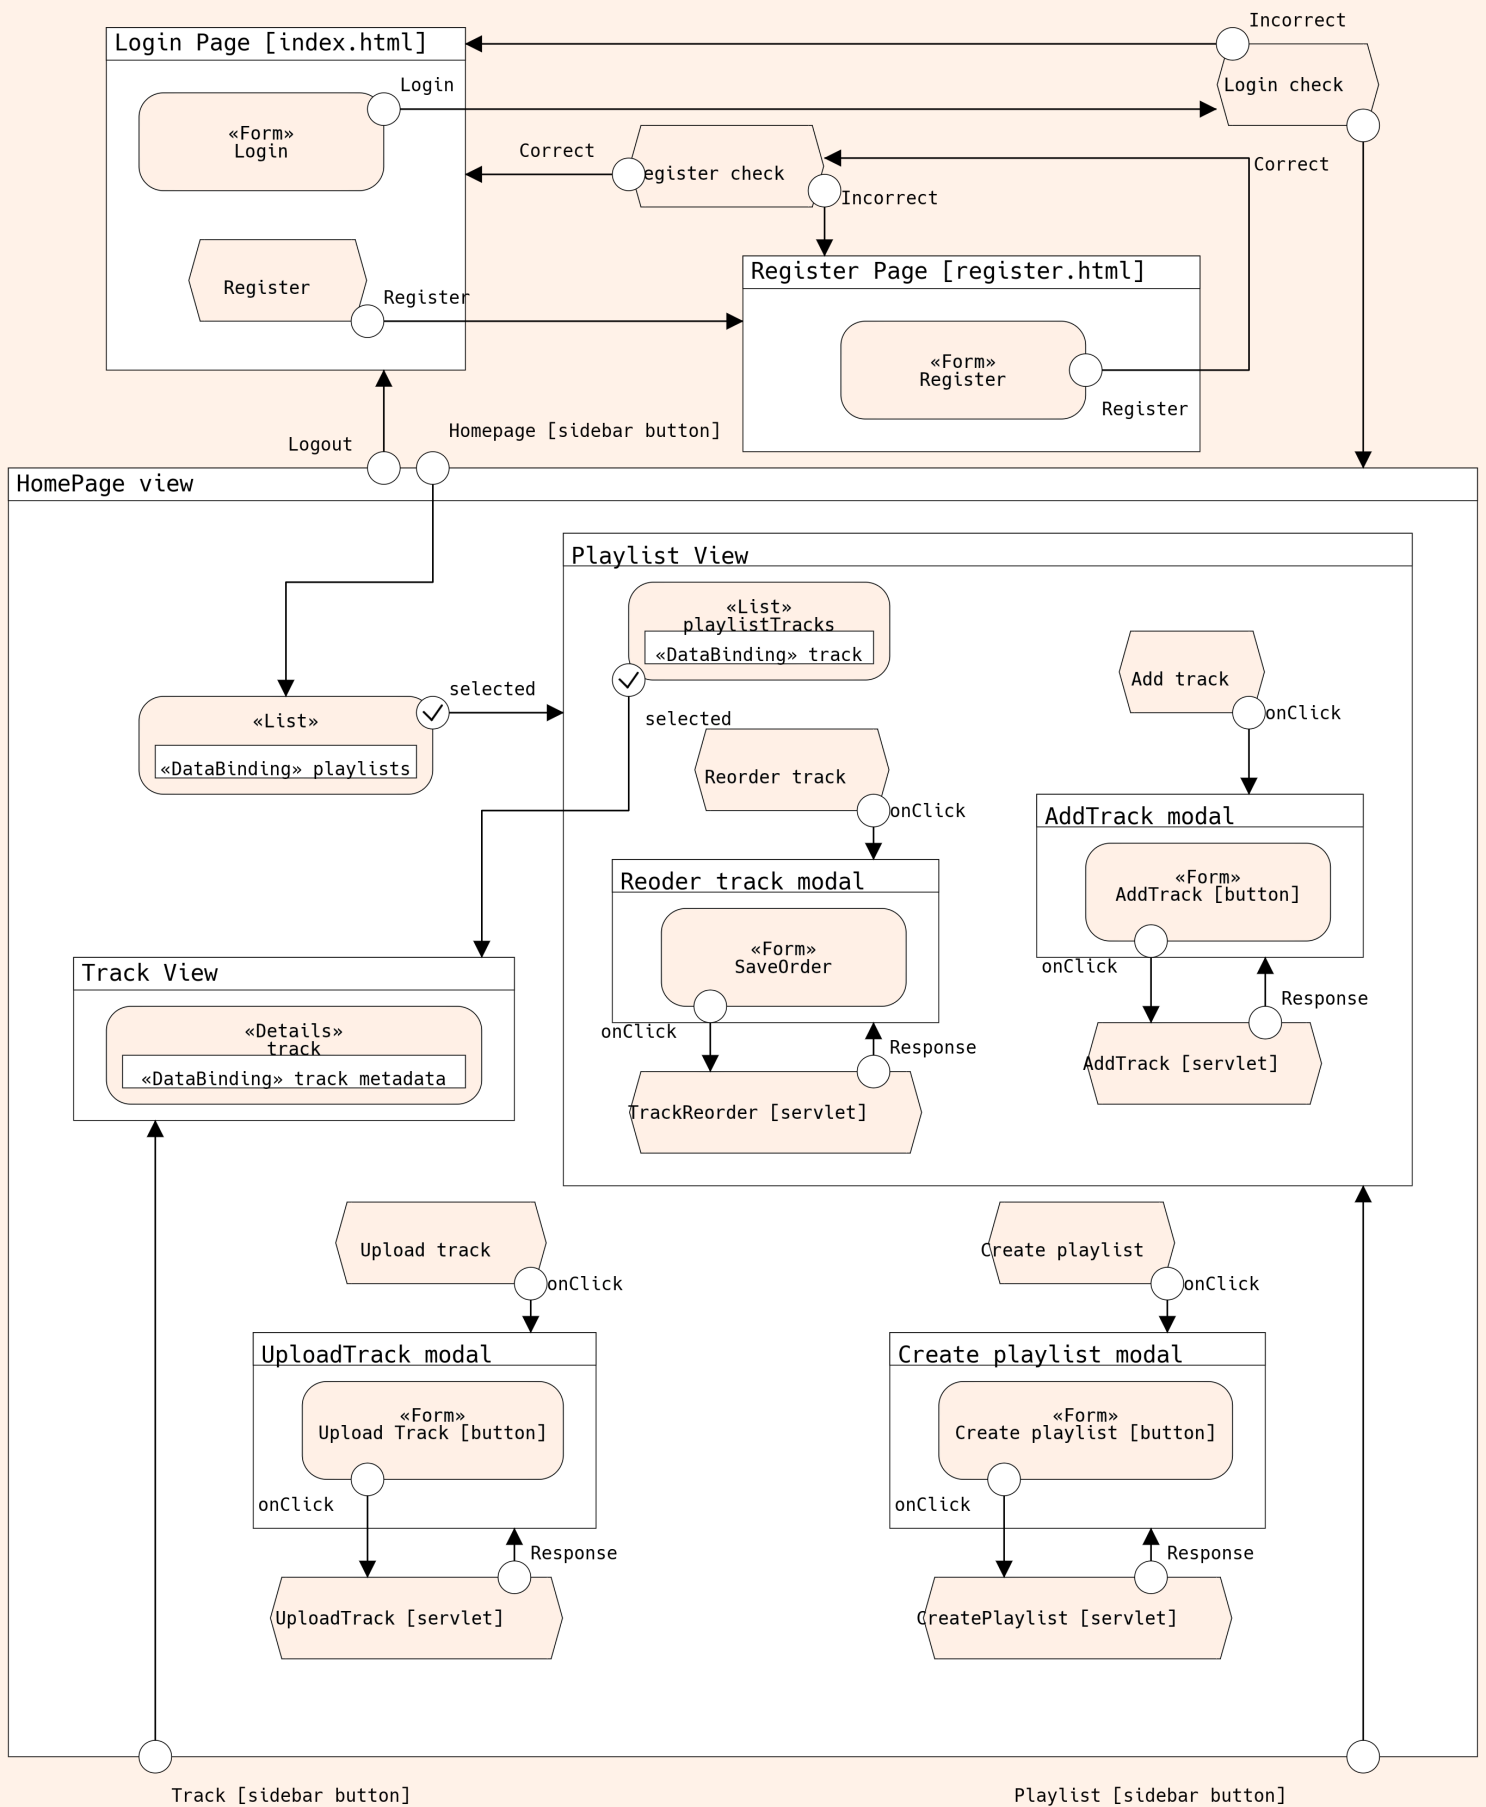 Incorrect
Login Page [index.html]
Login
Login check
«Form»
Login
Correct
egister check
Correct
Incorrect
Register Page [register.html]
Register
Register
«Form»
Register
Register
Homepage [sidebar button]
Logout
HomePage view
Playlist View
«List»
playlistTracks
«DataBinding» track
Add track
selected
onClick
selected
«List»
«DataBinding» playlists
Reorder track
onClick
AddTrack modal
Reoder track modal
«Form»
AddTrack [button]
«Form»
SaveOrder
onClick
Track View
Response
«Details»
track
onClick
Response
«DataBinding» track metadata
AddTrack [servlet]
TrackReorder [servlet]
Upload track
Create playlist
onClick
onClick
UploadTrack modal
Create playlist modal
«Form»
Upload Track [button]
«Form»
Create playlist [button]
onClick
onClick
Response
Response
UploadTrack [servlet]
CreatePlaylist [servlet]
Track [sidebar button]
Playlist [sidebar button]